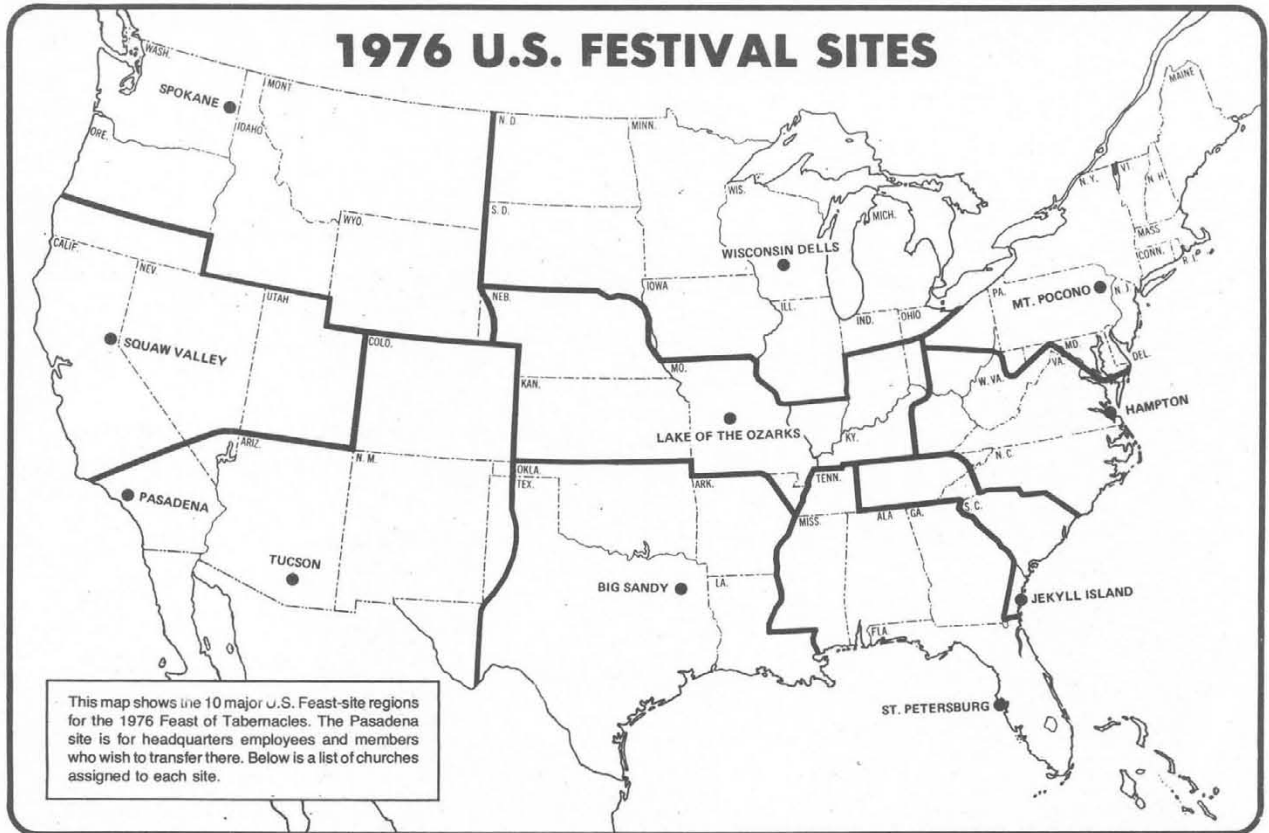 1976 U.S. FESTIVAL SITES
WASH.
SPOKANE
MONT
IDAHO
ORE.
N. D.
MINN.
MAINE
N. Y.
VT.
N. H.
WIS.
MICH.
S. D.
WYO.
MASS
CONN.
R. I.
CALIF.
NEV.
UTAH
WISCONSIN DELLS
IOWA
NEB.
ILL.
IND.
OHIO
PA.
N. J.
MT. POCONO
SQUAW VALLEY
COLO.
KAN.
MO.
MD.
DEL.
VA.
W. VA.
HAMPTON
LAKE OF THE OZARKS
KY.
ARIZ.
N. M.
OKLA.
TEX.
ARK.
TENN.
N. C.
PASADENA
MISS.
ALA
GA.
S. C.
TUCSON
BIG SANDY
LA.
JEKYLL ISLAND
FLA.
ST. PETERSBURG
This map shows the 10 major U.S. Feast-site regions
for the 1976 Feast of Tabernacles. The Pasadena
site is for headquarters employees and members
who wish to transfer there. Below is a list of churches
assigned to each site.